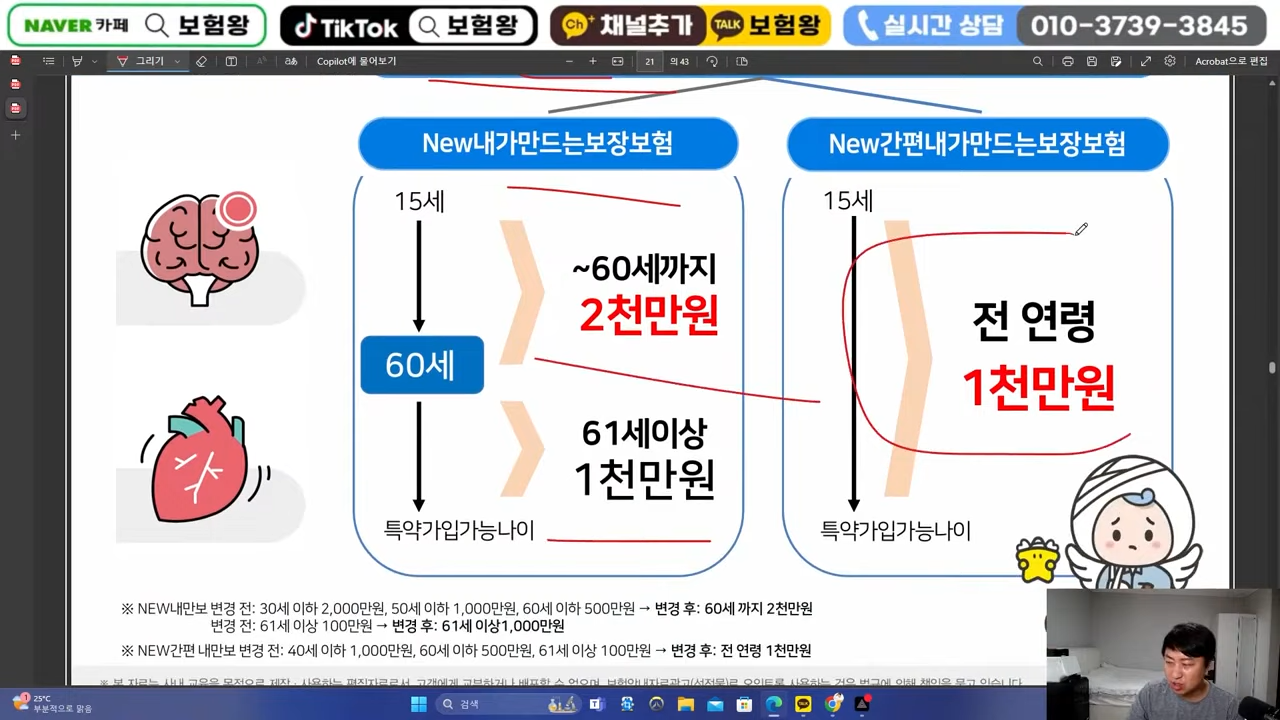 NAVER 카페 보험왕 TikTok 보험왕 Ch+ 채널추가 TALK 보험왕 실시간 상담 010-3739-3845
그리기 Copilot에 물어보기 21 의 43 Acrobat으로 편집
New내가만드는보장보험 New간편내가만드는보장보험
15세 15세
~60세까지
2천만원
60세
전 연령
1천만원
61세이상
1천만원
특약가입가능나이 특약가입가능나이
※ NEW내만보 변경 전: 30세 이하 2,000만원, 50세 이하 1,000만원, 60세 이하 500만원 → 변경 후: 60세 까지 2천만원
변경 전: 61세 이상 100만원 → 변경 후: 61세 이상1,000만원
※ NEW간편 내만보 변경 전: 40세 이하 1,000만원, 60세 이하 500만원, 61세 이상 100만원 → 변경 후: 전 연령 1천만원
25°C
부분적으로 맑음
검색